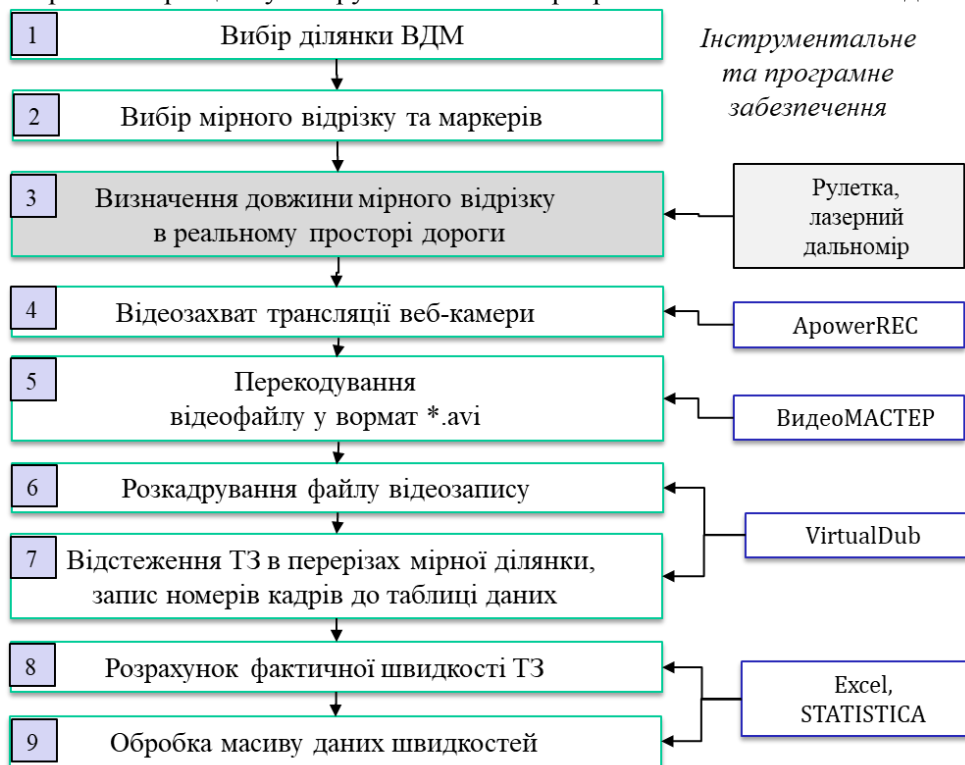 1
Вибір ділянки ВДМ
Інструментальне
та програмне
забезпечення
2
Вибір мірного відрізку та маркерів
3
Визначення довжини мірного відрізку
в реальному просторі дороги
Рулетка,
лазерний
дальномір
4
Відеозахват трансляції веб-камери
ApowerREC
5
Перекодування
відеофайлу у вормат *.avi
ВидеоМАСТЕР
6
Розкадрування файлу відеозапису
VirtualDub
7
Відстеження ТЗ в перерізах мірної ділянки,
запис номерів кадрів до таблиці даних
8
Розрахунок фактичної швидкості ТЗ
Excel,
STATISTICA
9
Обробка масиву даних швидкостей